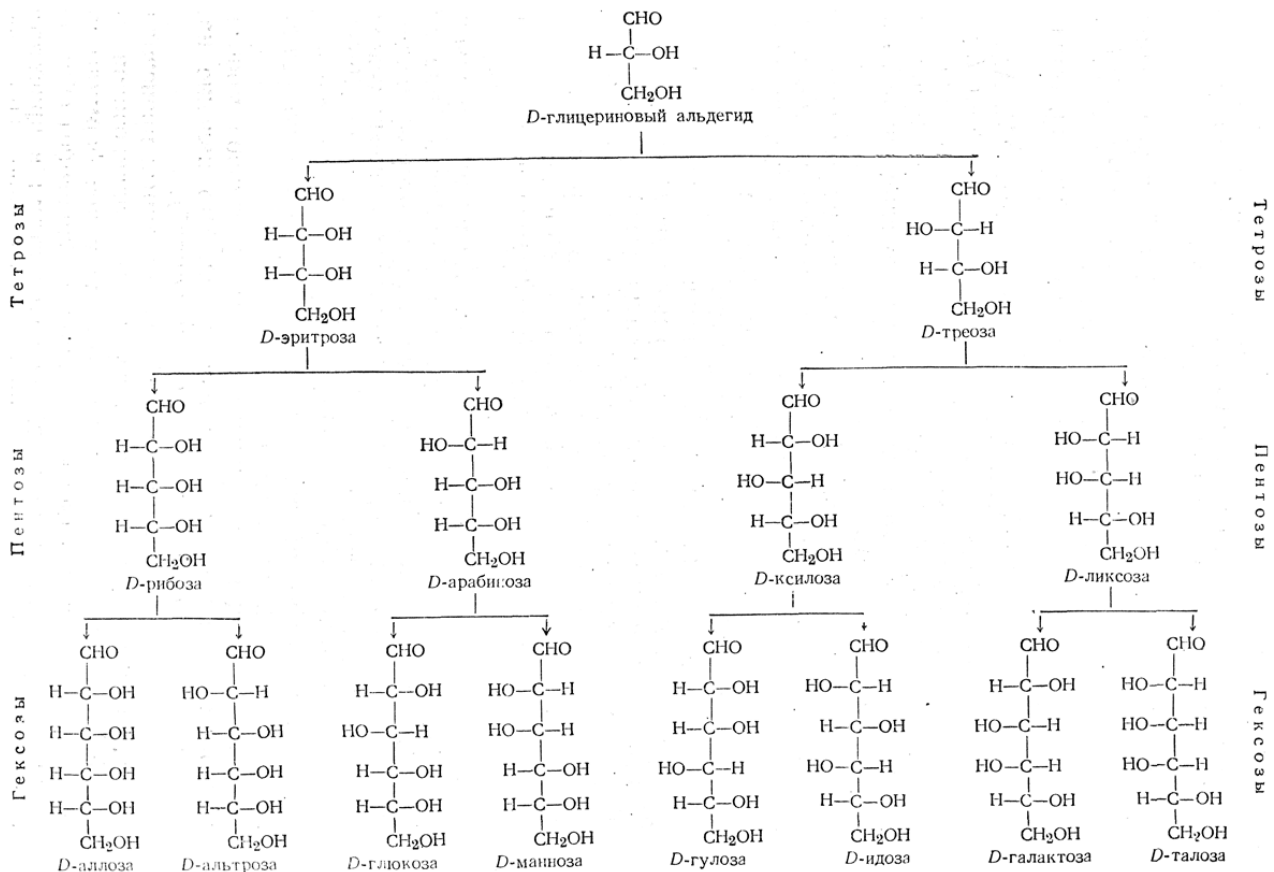 CHO
H—C—OH
CH₂OH
D-глицериновый альдегид
Тетрозы
CHO
H—C—OH
H—C—OH
CH₂OH
D-эритроза
CHO
HO—C—H
H—C—OH
CH₂OH
D-треоза
Тетрозы
Пентозы
CHO
H—C—OH
H—C—OH
H—C—OH
CH₂OH
D-рибоза
CHO
HO—C—H
H—C—OH
H—C—OH
CH₂OH
D-арабиноза
CHO
H—C—OH
HO—C—H
H—C—OH
CH₂OH
D-ксилоза
CHO
HO—C—H
HO—C—H
H—C—OH
CH₂OH
D-ликсоза
Пентозы
Гексозы
CHO
H—C—OH
H—C—OH
H—C—OH
H—C—OH
CH₂OH
D-аллоза
CHO
HO—C—H
H—C—OH
H—C—OH
H—C—OH
CH₂OH
D-альтроза
CHO
H—C—OH
HO—C—H
H—C—OH
H—C—OH
CH₂OH
D-глюкоза
CHO
HO—C—H
HO—C—H
H—C—OH
H—C—OH
CH₂OH
D-манноза
CHO
H—C—OH
H—C—OH
HO—C—H
H—C—OH
CH₂OH
D-гулоза
CHO
HO—C—H
H—C—OH
HO—C—H
H—C—OH
CH₂OH
D-идоза
CHO
H—C—OH
HO—C—H
HO—C—H
H—C—OH
CH₂OH
D-галактоза
CHO
HO—C—H
HO—C—H
HO—C—H
H—C—OH
CH₂OH
D-талоза
Гексозы